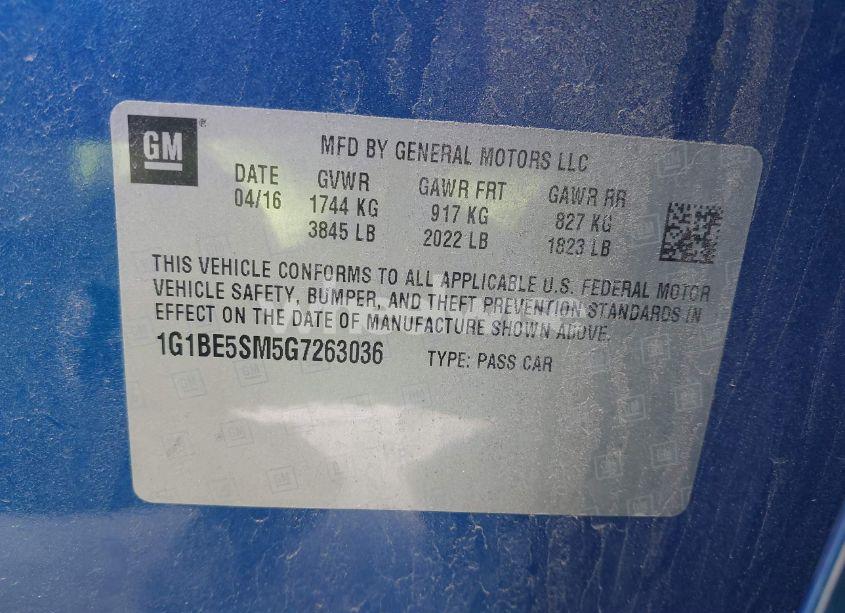 GM
MFD BY GENERAL MOTORS LLC
DATE GVWR GAWR FRT GAWR RR
04/16 1744 KG 917 KG 827 KG
3845 LB 2022 LB 1823 LB
THIS VEHICLE CONFORMS TO ALL APPLICABLE U.S. FEDERAL MOTOR
VEHICLE SAFETY, BUMPER, AND THEFT PREVENTION STANDARDS IN
EFFECT ON THE DATE OF MANUFACTURE SHOWN ABOVE.
1G1BE5SM5G7263036 TYPE: PASS CAR